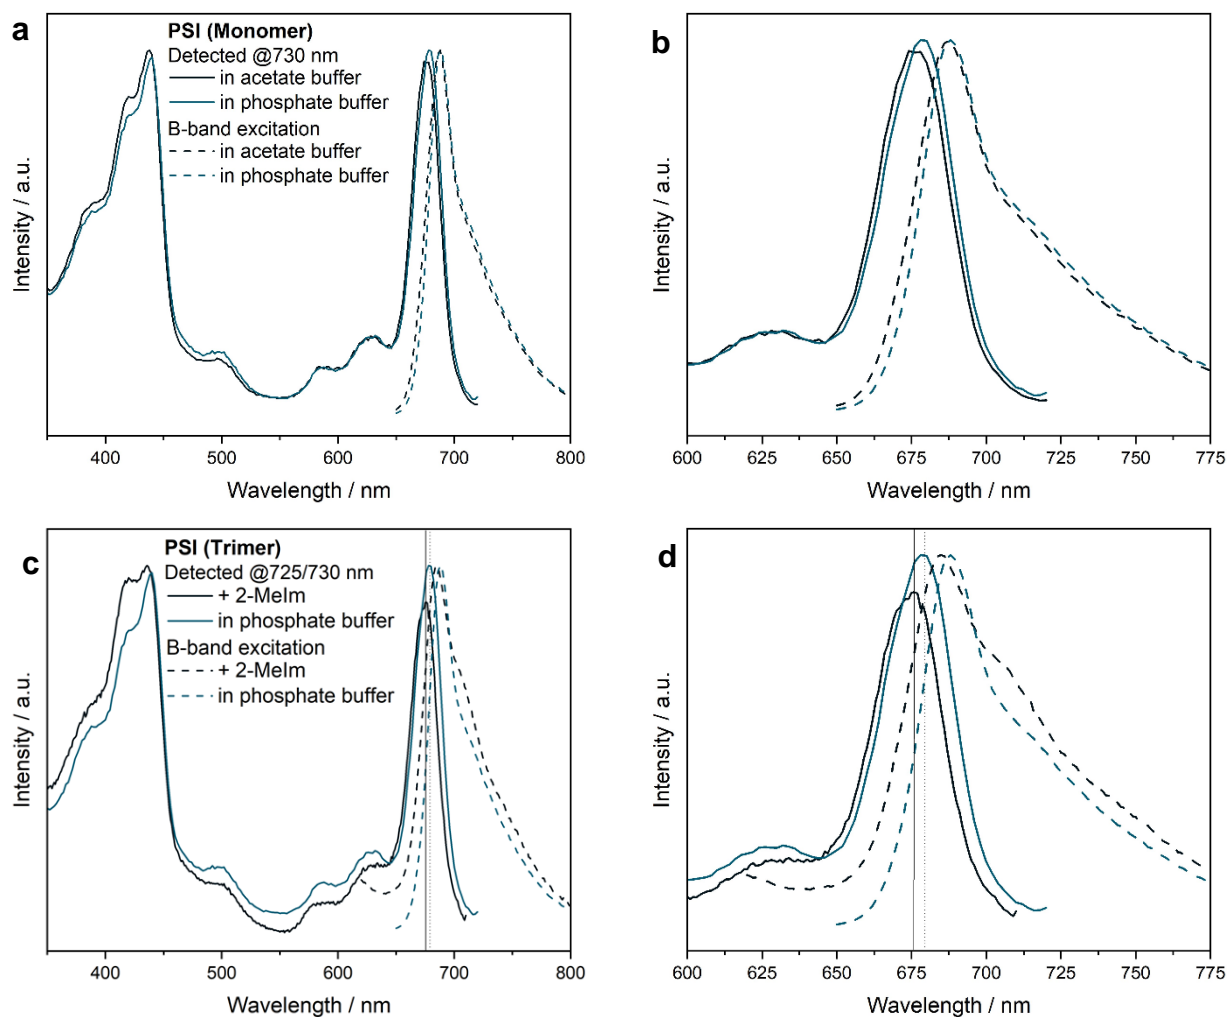 a
PSI (Monomer)
Detected @730 nm
in acetate buffer
in phosphate buffer
B-band excitation
in acetate buffer
in phosphate buffer
Intensity / a.u.
400 500 600 700 800
Wavelength / nm
b
Intensity / a.u.
600 625 650 675 700 725 750 775
Wavelength / nm
c
PSI (Trimer)
Detected @725/730 nm
+ 2-MeIm
in phosphate buffer
B-band excitation
+ 2-MeIm
in phosphate buffer
Intensity / a.u.
400 500 600 700 800
Wavelength / nm
d
Intensity / a.u.
600 625 650 675 700 725 750 775
Wavelength / nm